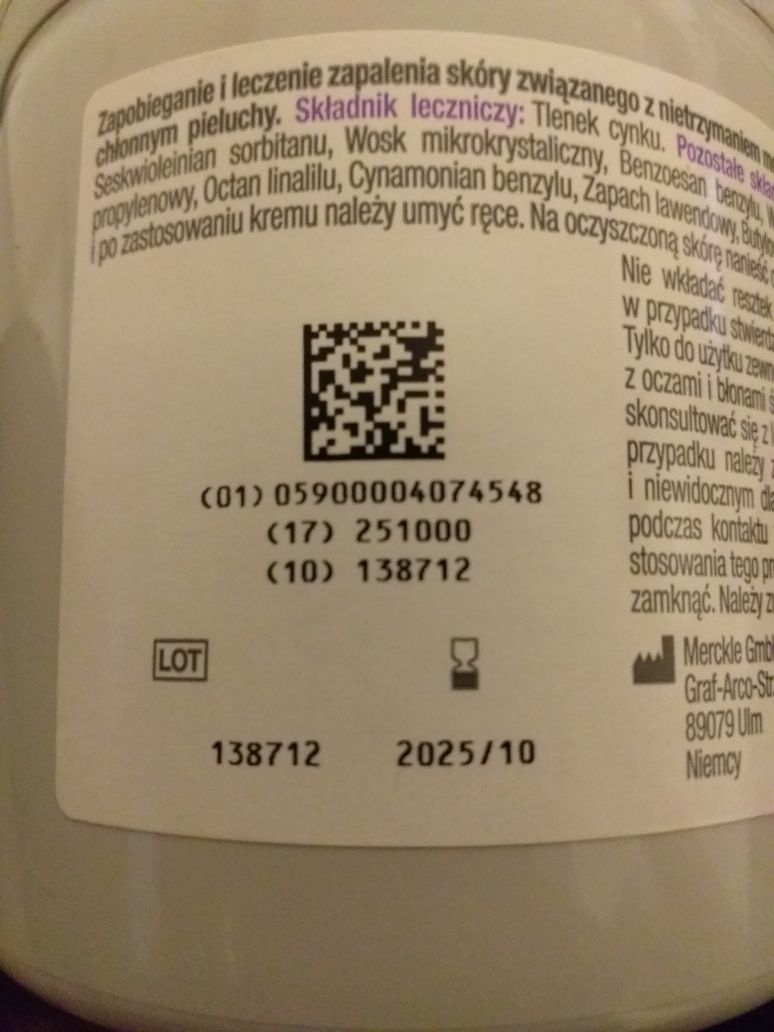 Zapobieganie i leczenie zapalenia skóry związanego z nietrzymaniem
chłonnym pieluchy. Składnik leczniczy: Tlenek cynku. Pozostałe
Seskwioleinian sorbitanu, Wosk mikrokrystaliczny, Benzoesan benzylu,
propylenowy, Octan linalilu, Cynamonian benzylu, Zapach lawendowy,
i po zastosowaniu kremu należy umyć ręce. Na oczyszczoną skórę nanieść
Nie wkładać resztek
w przypadku
Tylko do użytku
z oczami i błonami
skonsultować się z
przypadku należy
i niewidocznym
podczas kontaktu
stosowania tego
zamknąć. Należy
(01) 05900004074548
(17) 251000
(10) 138712
LOT
138712
2025/10
Merckle
Graf-Arco-Str.
89079 Ulm
Niemcy